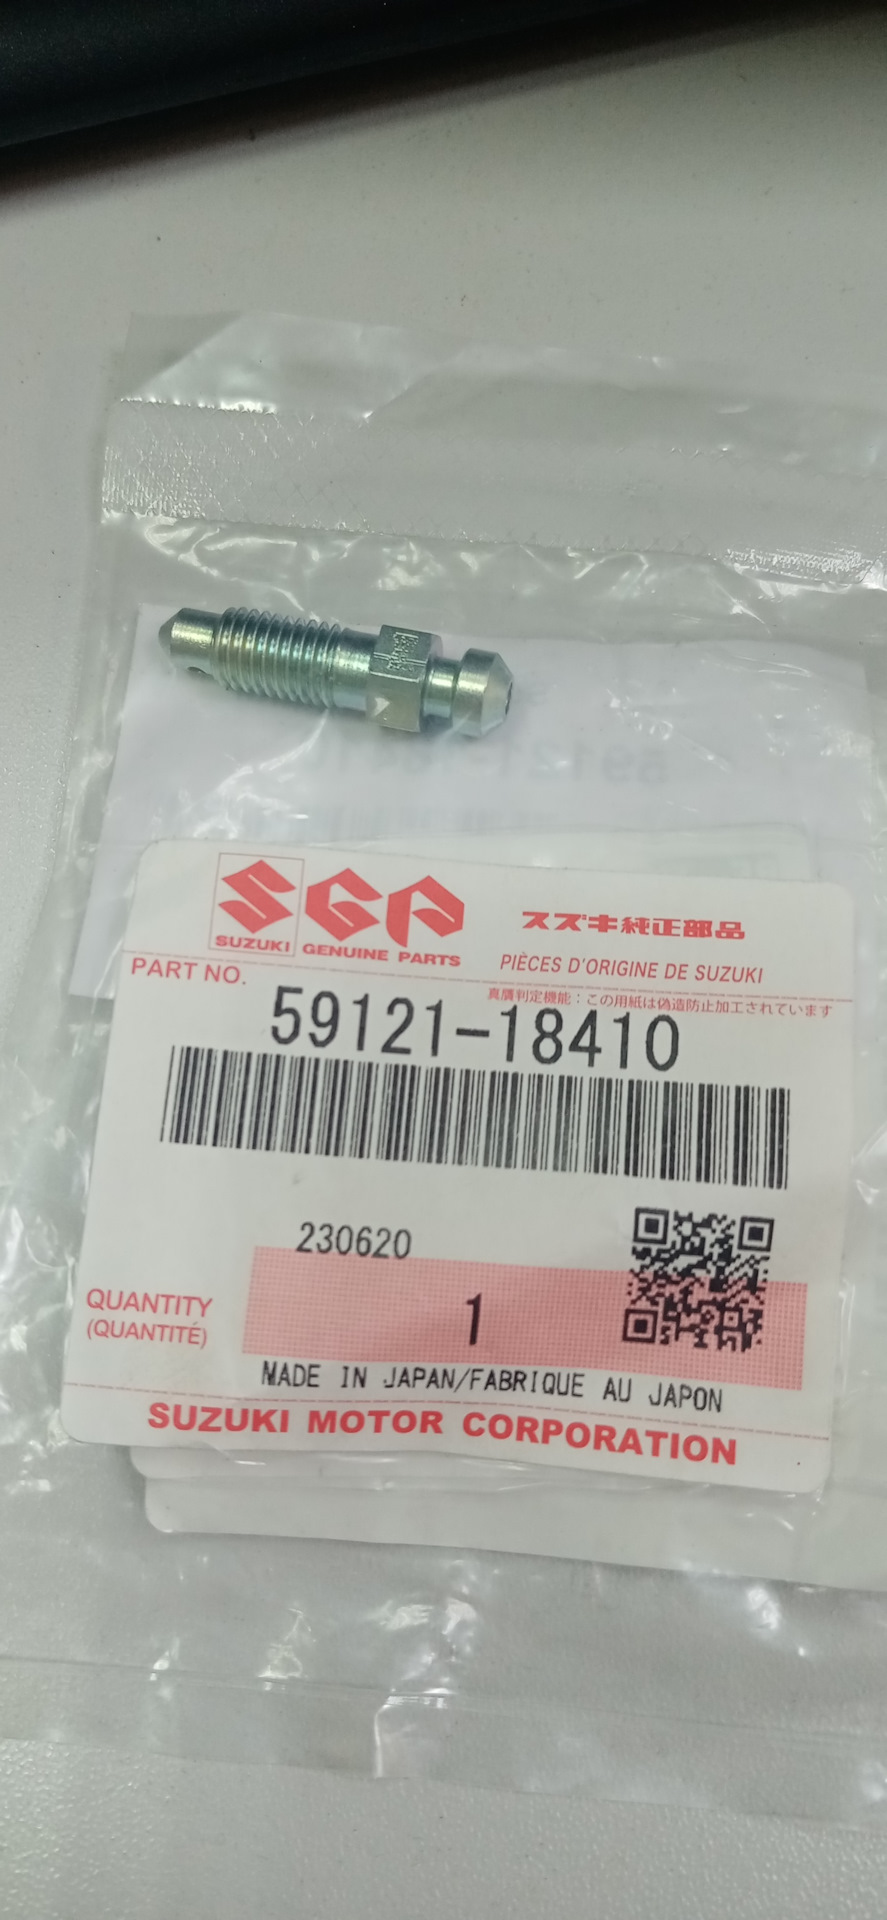 59121-1841
SUZUKI
GENUINE PARTS
スズキ純正部品
PIÈCES D'ORIGINE DE SUZUKI
PART NO.
真贋判定機能：この用紙は偽造防止加工されています
59121-18410
230620
QUANTITY
(QUANTITÉ)
1
MADE IN JAPAN/FABRIQUE AU JAPON
SUZUKI MOTOR CORPORATION